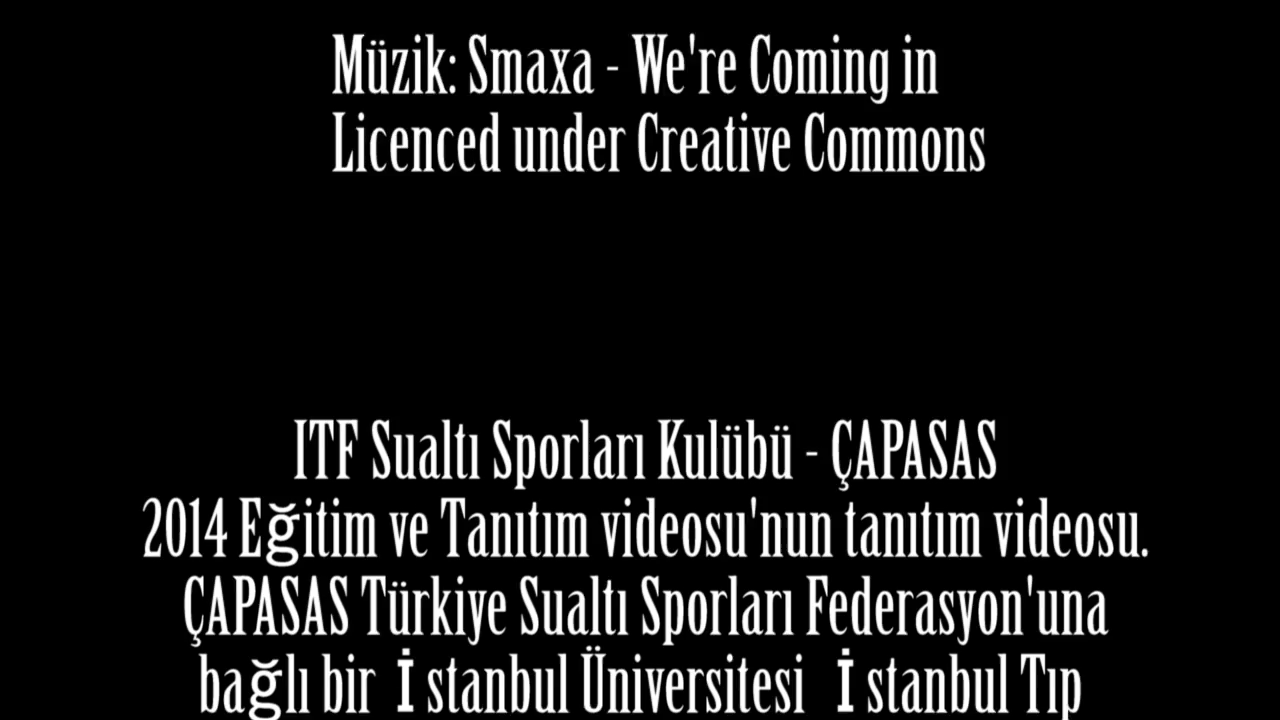 Müzik: Smaxa - We're Coming in
Licenced under Creative Commons
ITF Sualtı Sporları Kulübü - ÇAPASAS
2014 Eğitim ve Tanıtım videosu'nun tanıtım videosu.
ÇAPASAS Türkiye Sualtı Sporları Federasyon'una
bağlı bir İstanbul Üniversitesi İstanbul Tıp